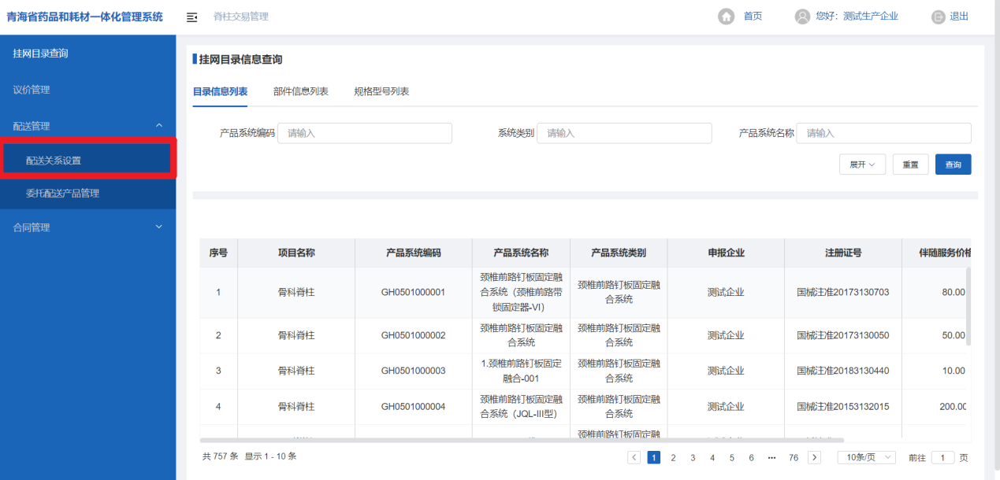 青海省药品和耗材一体化管理系统
脊柱交易管理
首页
您好：测试生产企业
退出
挂网目录查询
议价管理
配送管理
配送关系设置
委托配送产品管理
合同管理
挂网目录信息查询
目录信息列表 部件信息列表 规格型号列表
产品系统编码 请输入 系统类别 请输入 产品系统名称 请输入
展开 重置 查询
序号 项目名称 产品系统编码 产品系统名称 产品系统类别 申报企业 注册证号 伴随服务价格
1 骨科脊柱 GH0501000001 颈椎前路钉板固定融
合系统（颈椎前路带
锁固定器-VI） 颈椎前路钉板固定融
合系统 测试企业 国械注准20173130703 80.00
2 骨科脊柱 GH0501000002 颈椎前路钉板固定融
合系统 颈椎前路钉板固定融
合系统 测试企业 国械注准20173130050 50.00
3 骨科脊柱 GH0501000003 1.颈椎前路钉板固定
融合-001 颈椎前路钉板固定融
合系统 测试企业 国械注准20183130440 10.00
4 骨科脊柱 GH0501000004 颈椎前路钉板固定融
合系统（JQL-III型） 颈椎前路钉板固定融
合系统 测试企业 国械注准20153132015 200.00
颈椎前路钉板固定融
共 757 条 显示 1 - 10 条
1 2 3 4 5 6 ••• 76 10条/页 前往 1 页